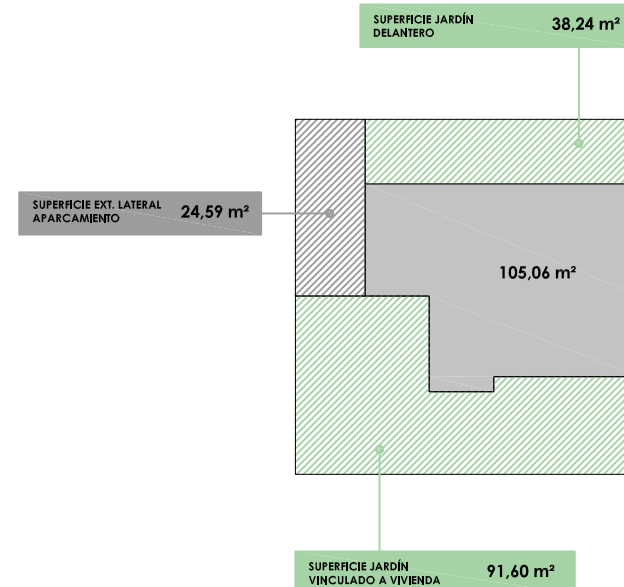 SUPERFICIE JARDÍN
DELANTERO
38,24 m²
SUPERFICIE EXT. LATERAL
APARCAMIENTO
24,59 m²
105,06 m²
SUPERFICIE JARDÍN
VINCULADO A VIVIENDA
91,60 m²